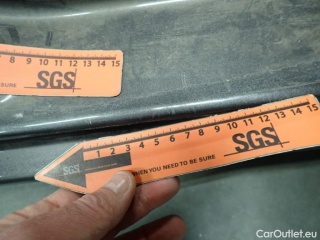 8 9 10 11 12 13 14 15
SURE SGS
1 2 3 4 5 6 7 8 9 10 11 12 13 14 15
SGS WHEN YOU NEED TO BE SURE SGS
CarOutlet.eu